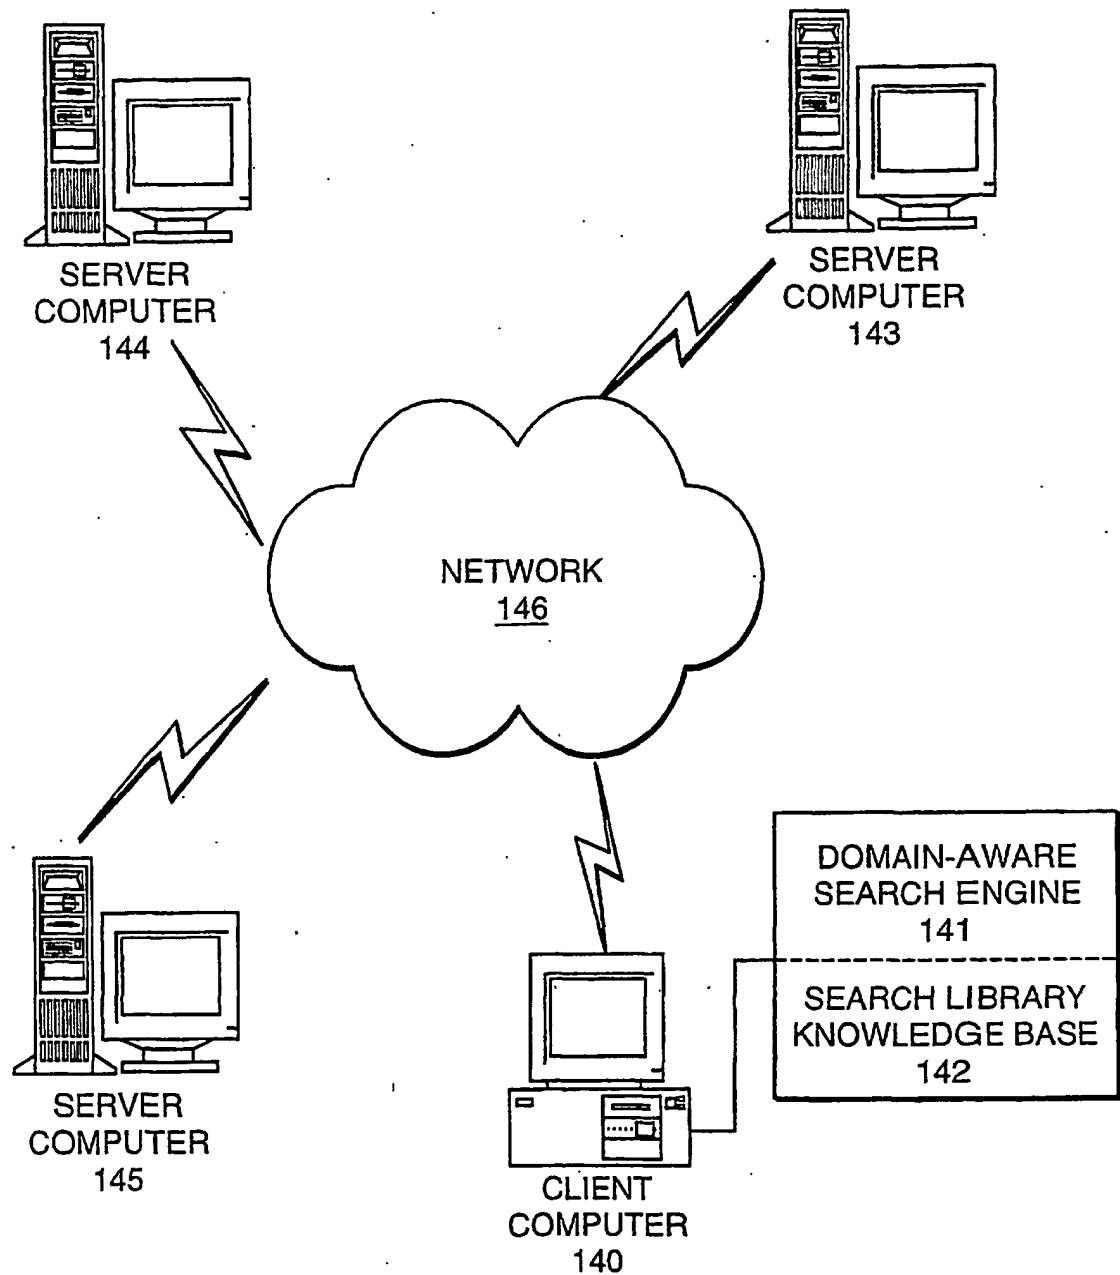 SERVER
COMPUTER
144
SERVER
COMPUTER
143
NETWORK
146
DOMAIN-AWARE
SEARCH ENGINE
141
SEARCH LIBRARY
KNOWLEDGE BASE
142
SERVER
COMPUTER
145
CLIENT
COMPUTER
140